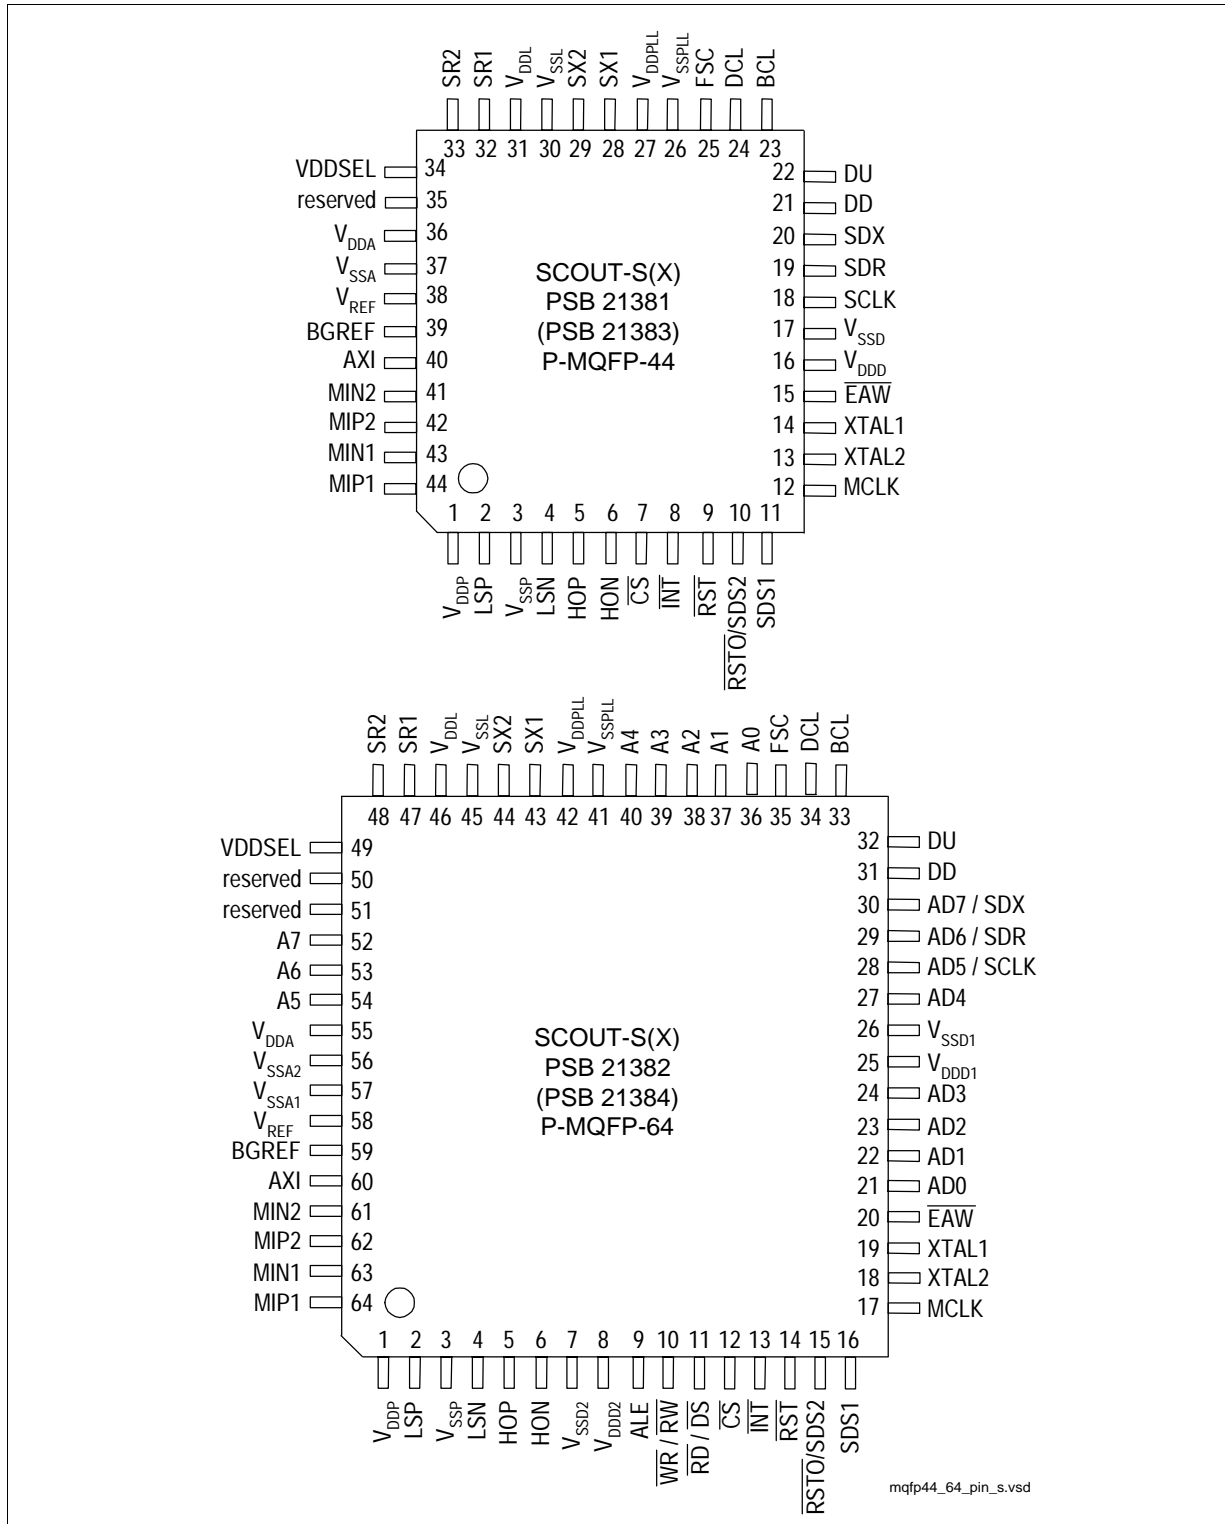 SR2
SR1
VDDL
VSSL
SX2
SX1
VDDPLL
VSSPLL
FSC
DCL
BCL
33 32 31 30 29 28 27 26 25 24 23
VDDSEL 34
reserved 35
VDDA 36
VSSA 37
VREF 38
BGREF 39
AXI 40
MIN2 41
MIP2 42
MIN1 43
MIP1 44
SCOUT-S(X)
PSB 21381
(PSB 21383)
P-MQFP-44
22 DU
21 DD
20 SDX
19 SDR
18 SCLK
17 VSSD
16 VDDD
15 EAW
14 XTAL1
13 XTAL2
12 MCLK
1 2 3 4 5 6 7 8 9 10 11
VDDP
LSP
VSSP
LSN
HOP
HON
CS
INT
RST
RSTO/SDS2
SDS1
SR2
SR1
VDDL
VSSL
SX2
SX1
VDDPLL
VSSPLL
A4
A3
A2
A1
A0
FSC
DCL
BCL
48 47 46 45 44 43 42 41 40 39 38 37 36 35 34 33
VDDSEL 49
reserved 50
reserved 51
A7 52
A6 53
A5 54
VDDA 55
VSSA2 56
VSSA1 57
VREF 58
BGREF 59
AXI 60
MIN2 61
MIP2 62
MIN1 63
MIP1 64
SCOUT-S(X)
PSB 21382
(PSB 21384)
P-MQFP-64
32 DU
31 DD
30 AD7 / SDX
29 AD6 / SDR
28 AD5 / SCLK
27 AD4
26 VSSD1
25 VDDD1
24 AD3
23 AD2
22 AD1
21 AD0
20 EAW
19 XTAL1
18 XTAL2
17 MCLK
1 2 3 4 5 6 7 8 9 10 11 12 13 14 15 16
VDDP
LSP
VSSP
LSN
HOP
HON
VSSD2
VDDD2
ALE
WR / RW
RD / DS
CS
INT
RST
RSTO/SDS2
SDS1
mqfp44_64_pin_s.vsd